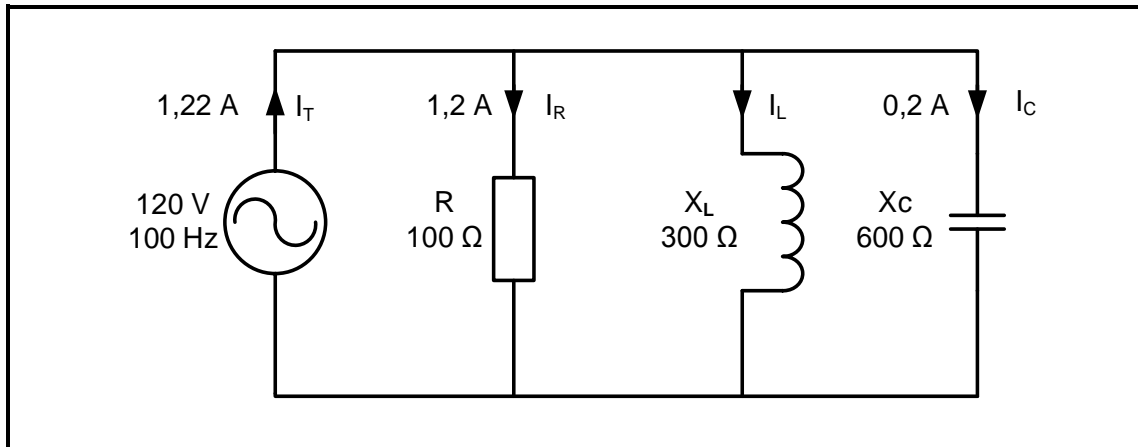 1,22 A I_T 1,2 A I_R I_L 0,2 A I_C
120 V
100 Hz
R
100 Ω
X_L
300 Ω
Xc
600 Ω